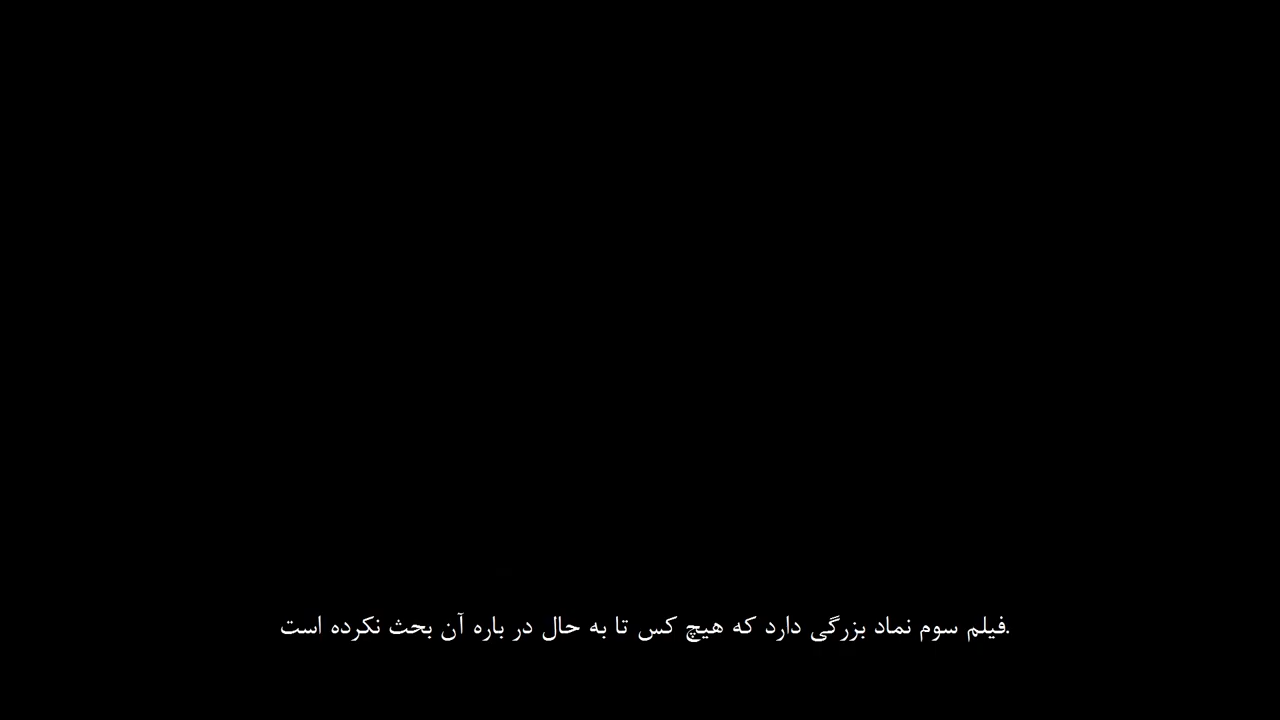 .فیلم سوم نماد بزرگی دارد که هیچ کس تا به حال در باره آن بحث نکرده است